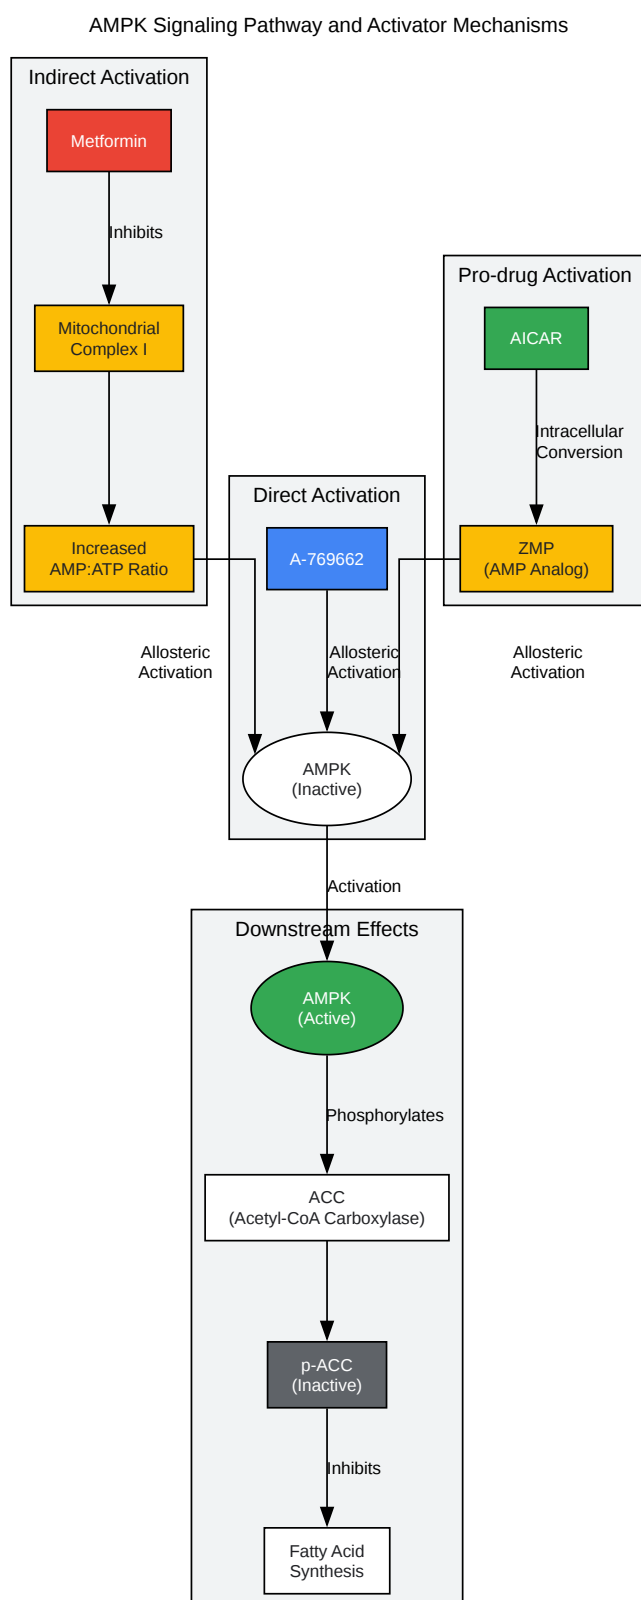 AMPK Signaling Pathway and Activator Mechanisms
Indirect Activation
Metformin
Inhibits
Mitochondrial
Complex I
Increased
AMP:ATP Ratio
Allosteric
Activation
Pro-drug Activation
AICAR
Intracellular
Conversion
ZMP
(AMP Analog)
Allosteric
Activation
Direct Activation
A-769662
Allosteric
Activation
AMPK
(Inactive)
Activation
Downstream Effects
AMPK
(Active)
Phosphorylates
ACC
(Acetyl-CoA Carboxylase)
p-ACC
(Inactive)
Inhibits
Fatty Acid
Synthesis